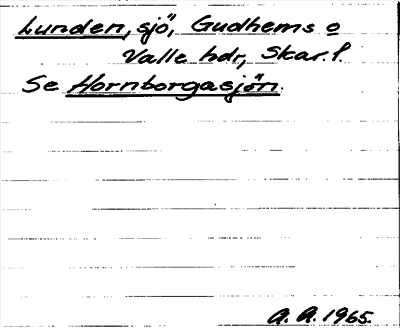 Lunden, sjö, Gudhems o
Valle hdr, Skar. l.
Se Hornborgasjön.
A. A. 1965.